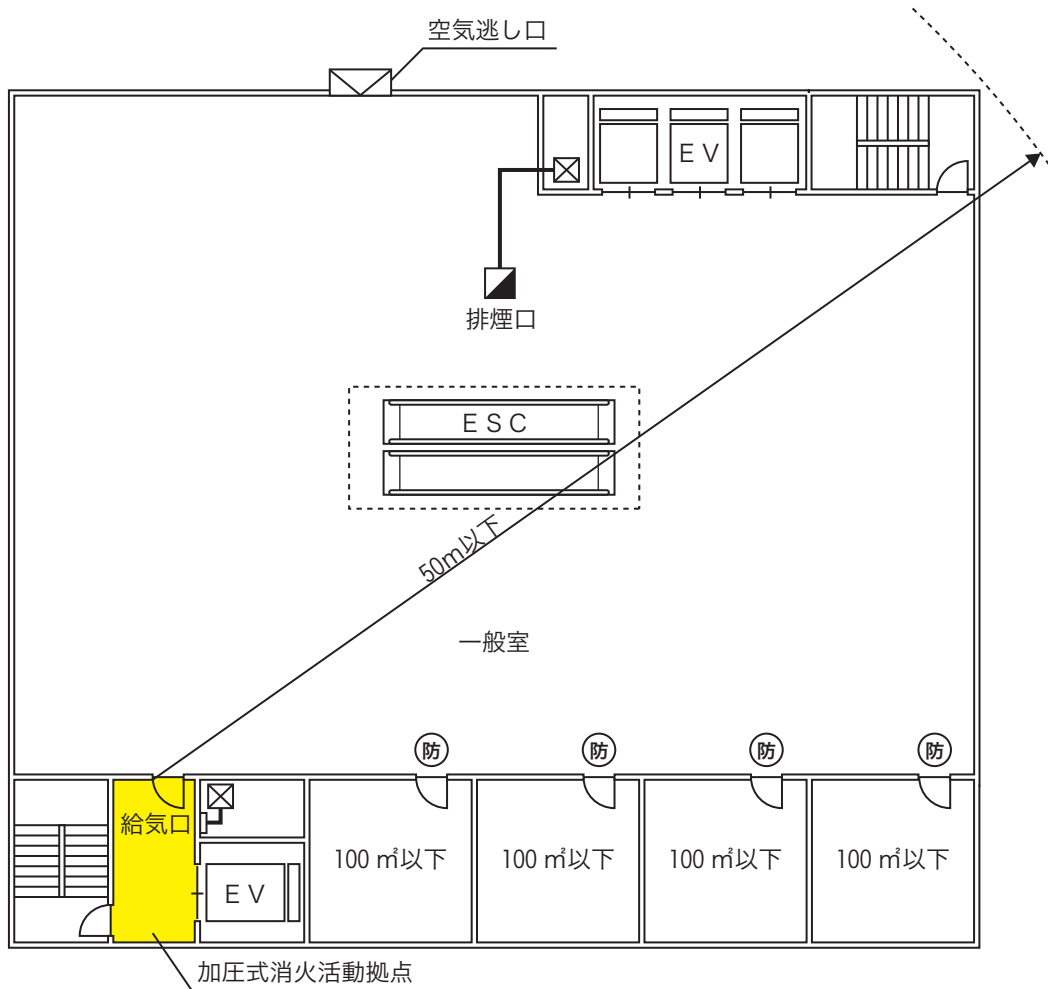 空気逃し口
EV
排煙口
ESC
50m以下
一般室
防 防 防 防
給気口
100 ㎡以下 100 ㎡以下 100 ㎡以下 100 ㎡以下
EV
加圧式消火活動拠点